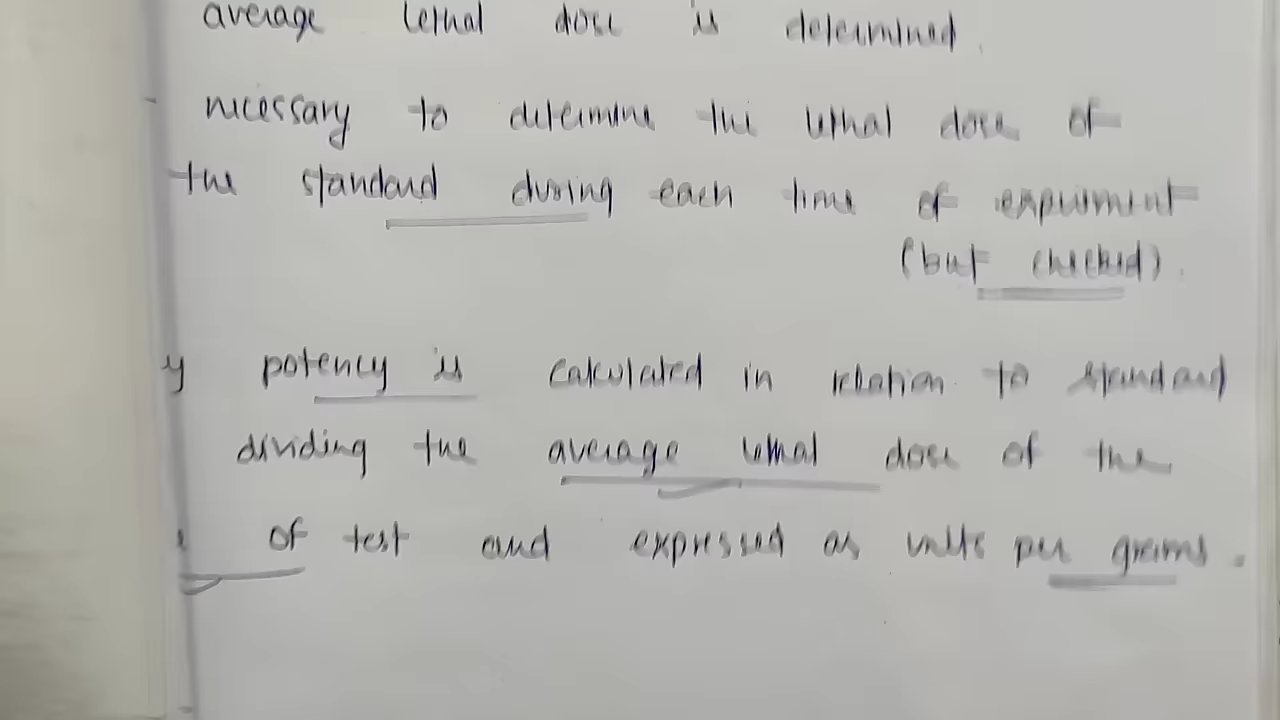 average lethal dose is determined.
necessary to determine the lethal dose of
the standard during each time of experiment
(but checked).
y potency is calculated in relation to standard
dividing the average lethal dose of the
of test and expressed as units per grams.